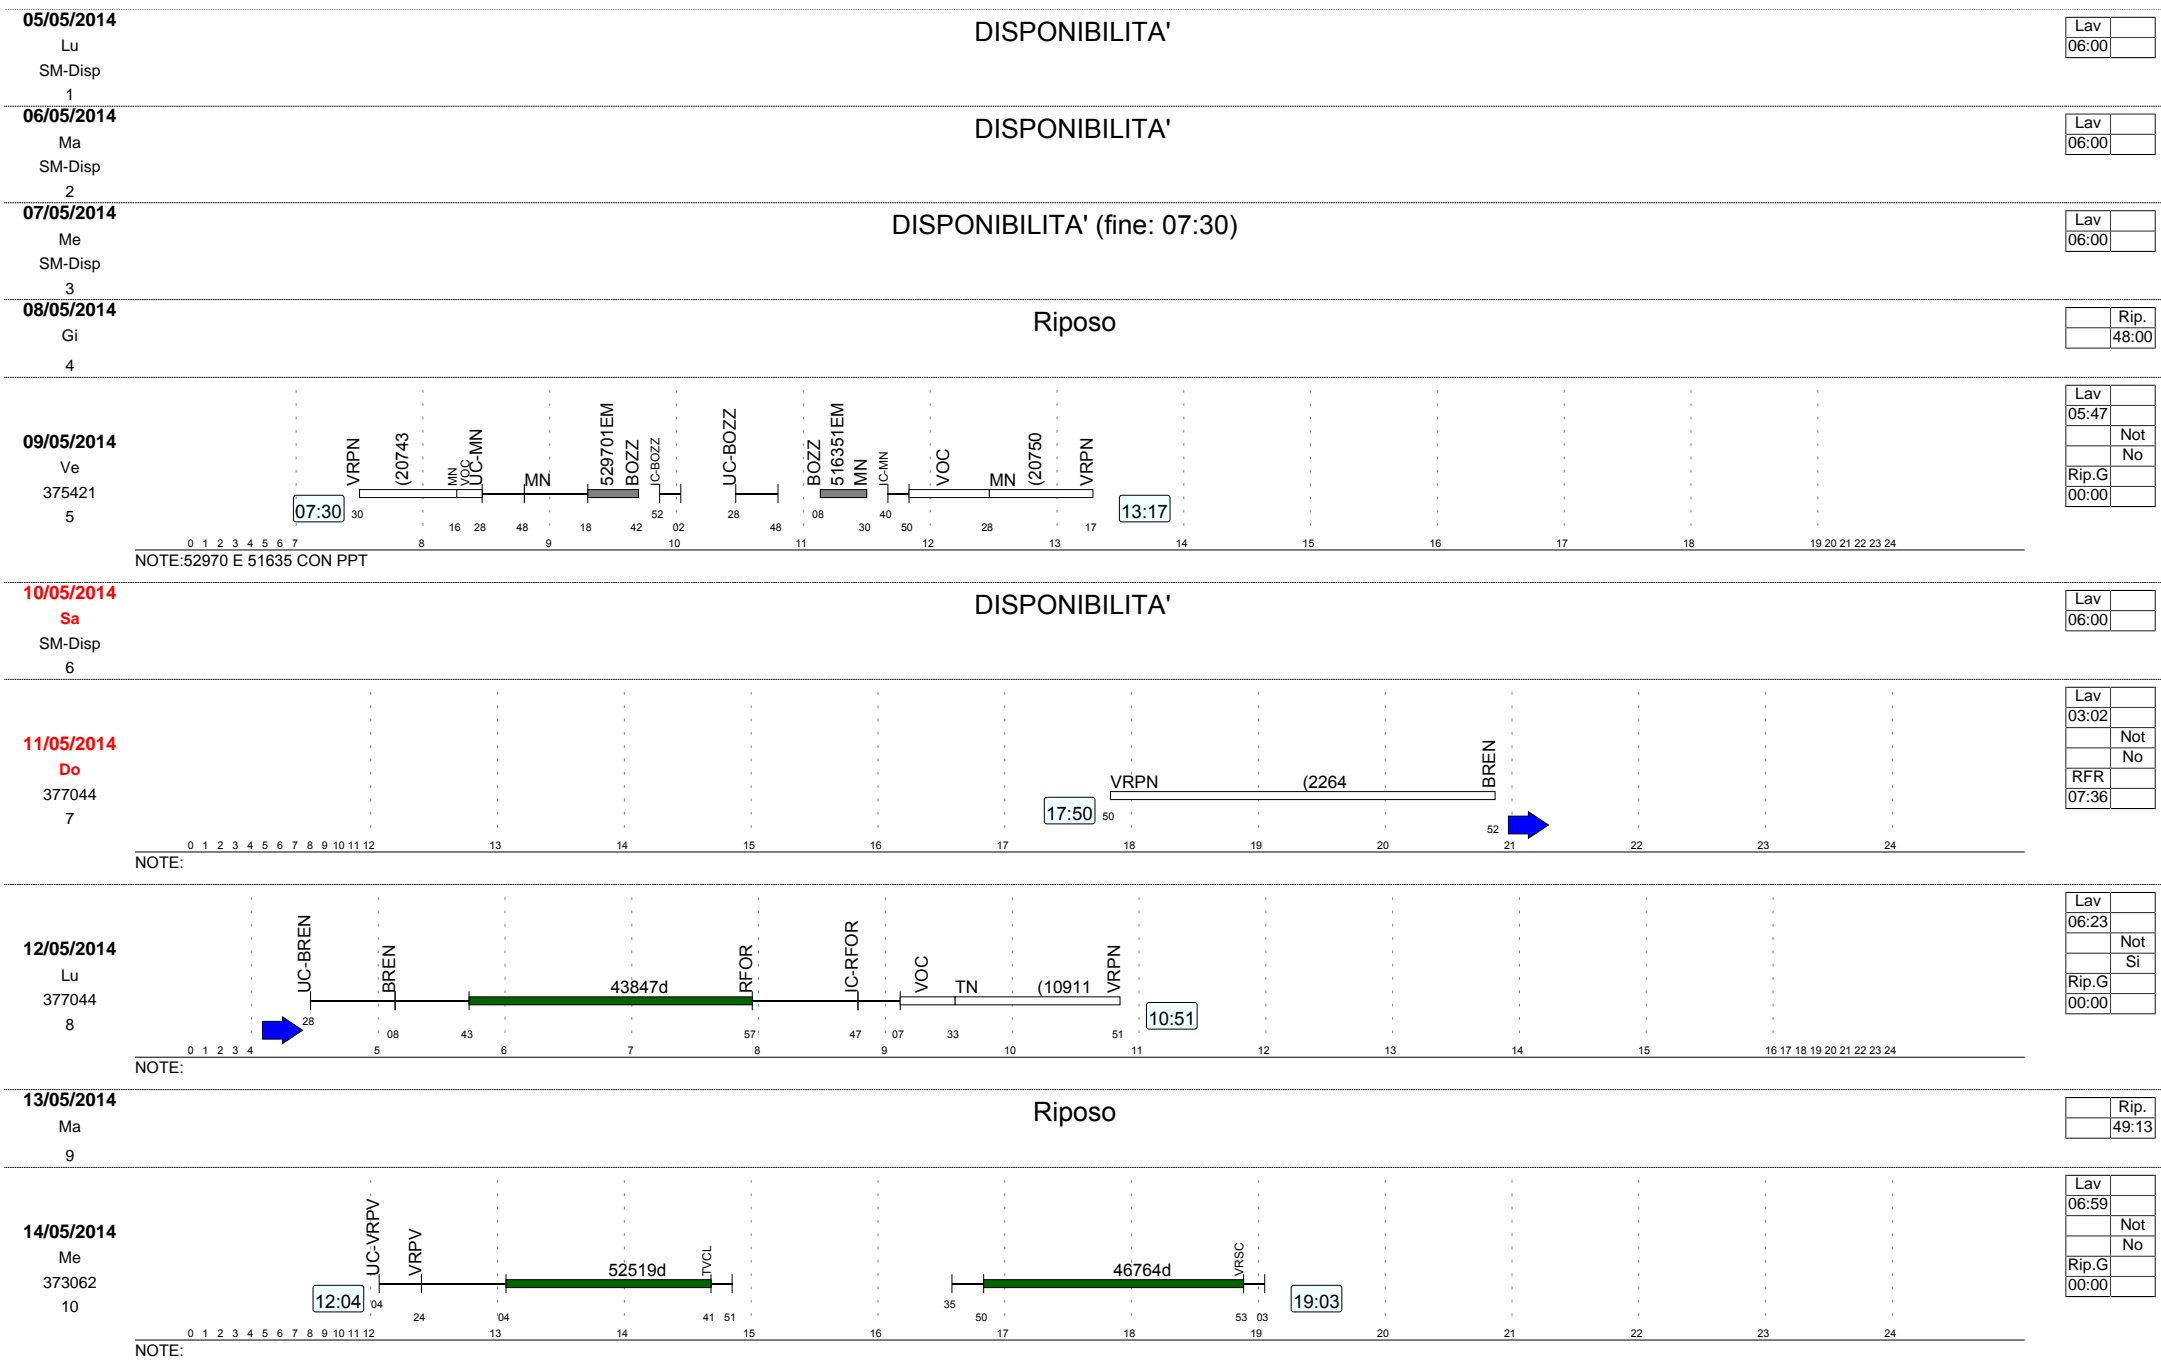 05/05/2014
Lu
SM-Disp
1
DISPONIBILITA'
Lav
06:00
06/05/2014
Ma
SM-Disp
2
DISPONIBILITA'
Lav
06:00
07/05/2014
Me
SM-Disp
3
DISPONIBILITA' (fine: 07:30)
Lav
06:00
08/05/2014
Gi
4
Riposo
Rip.
48:00
09/05/2014
Ve
375421
5
07:30
VRPN (20743 MN VOC UC-MN MN 529701EM BOZZ IC-BOZZ UC-BOZZ BOZZ 516351EM MN IC-MN VOC MN (20750 VRPN
30 16 28 48 18 42 52 02 28 48 08 30 40 50 28 17
13:17
0 1 2 3 4 5 6 7 8 9 10 11 12 13 14 15 16 17 18 19 20 21 22 23 24
NOTE:52970 E 51635 CON PPT
Lav
05:47
Not
No
Rip.G
00:00
10/05/2014
Sa
SM-Disp
6
DISPONIBILITA'
Lav
06:00
11/05/2014
Do
377044
7
17:50
VRPN (2264 BREN
50 52
0 1 2 3 4 5 6 7 8 9 10 11 12 13 14 15 16 17 18 19 20 21 22 23 24
NOTE:
Lav
03:02
Not
No
RFR
07:36
12/05/2014
Lu
377044
8
UC-BREN BREN 43847d RFOR IC-RFOR VOC TN (10911 VRPN
28 08 43 57 47 07 33 51
10:51
0 1 2 3 4 5 6 7 8 9 10 11 12 13 14 15 16 17 18 19 20 21 22 23 24
NOTE:
Lav
06:23
Not
Si
Rip.G
00:00
13/05/2014
Ma
9
Riposo
Rip.
49:13
14/05/2014
Me
373062
10
12:04
UC-VRPV VRPV 52519d TVCL 46764d VRSC
04 24 04 41 51 35 50 53 03
19:03
0 1 2 3 4 5 6 7 8 9 10 11 12 13 14 15 16 17 18 19 20 21 22 23 24
NOTE:
Lav
06:59
Not
No
Rip.G
00:00